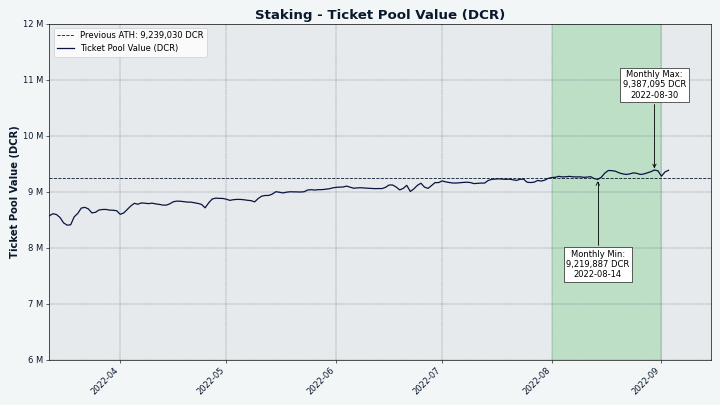 Staking - Ticket Pool Value (DCR)
Previous ATH: 9,239,030 DCR
Ticket Pool Value (DCR)
Ticket Pool Value (DCR)
12 M
11 M
10 M
9 M
8 M
7 M
6 M
Monthly Max:
9,387,095 DCR
2022-08-30
Monthly Min:
9,219,887 DCR
2022-08-14
2022-04
2022-05
2022-06
2022-07
2022-08
2022-09